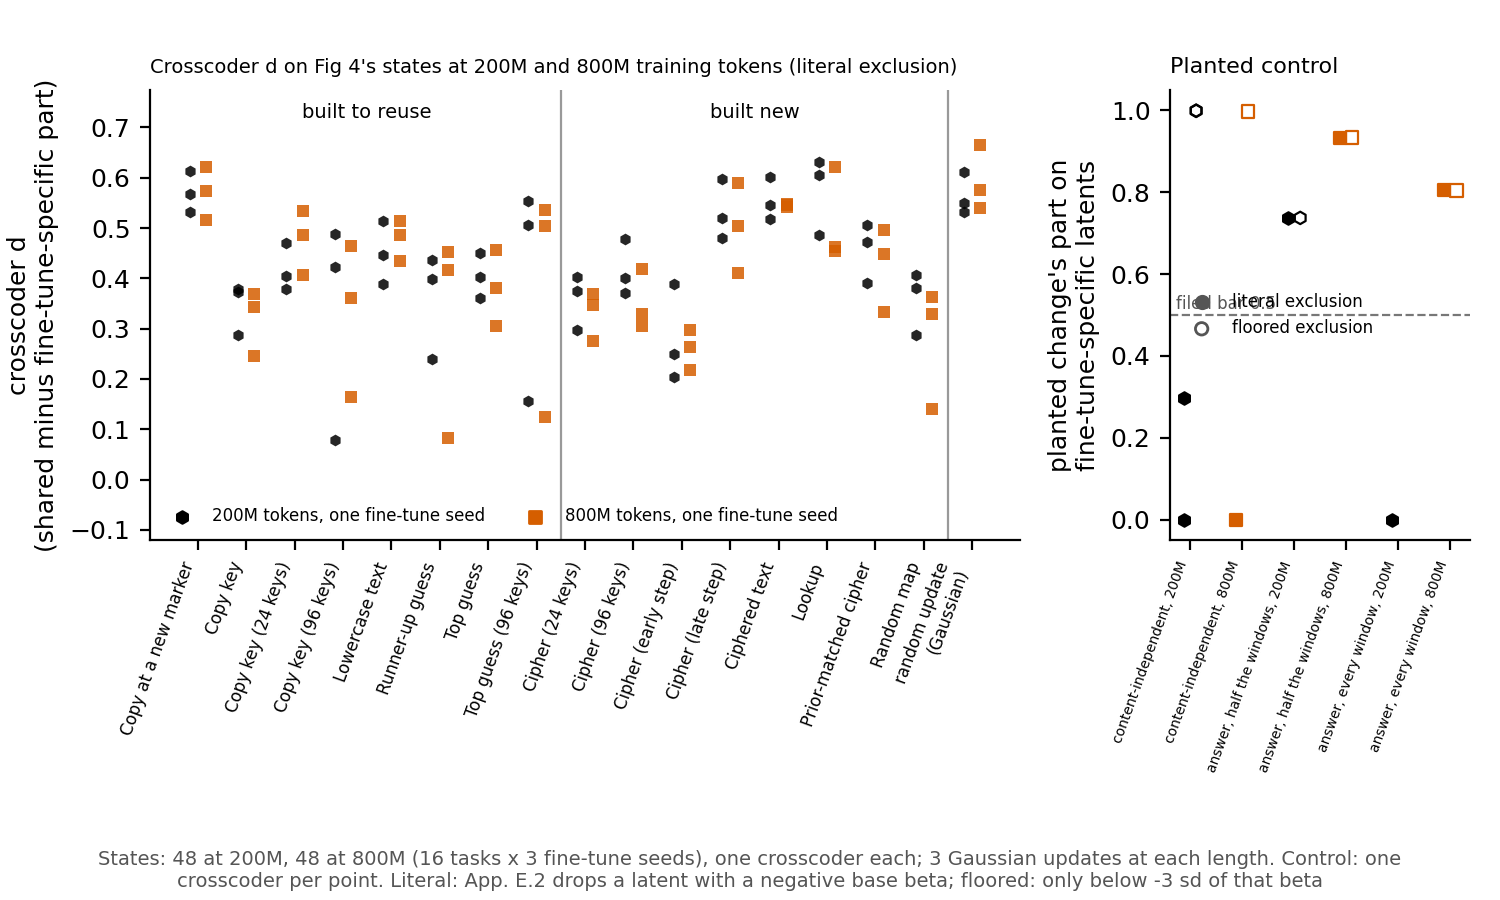 Crosscoder d on Fig 4's states at 200M and 800M training tokens (literal exclusion)
built to reuse
built new
crosscoder d
(shared minus fine-tune-specific part)
0.7
0.6
0.5
0.4
0.3
0.2
0.1
0.0
−0.1
200M tokens, one fine-tune seed
800M tokens, one fine-tune seed
Copy at a new marker
Copy key
Copy key (24 keys)
Copy key (96 keys)
Lowercase text
Runner-up guess
Top guess
Top guess (96 keys)
Cipher (24 keys)
Cipher (96 keys)
Cipher (early step)
Cipher (late step)
Ciphered text
Lookup
Prior-matched cipher
Random map
random update
(Gaussian)
Planted control
planted change's part on
fine-tune-specific latents
1.0
0.8
0.6
0.4
0.2
0.0
filed bar 0.5
literal exclusion
floored exclusion
content-independent, 200M
content-independent, 800M
answer, half the windows, 200M
answer, half the windows, 800M
answer, every window, 200M
answer, every window, 800M
States: 48 at 200M, 48 at 800M (16 tasks x 3 fine-tune seeds), one crosscoder each; 3 Gaussian updates at each length. Control: one
crosscoder per point. Literal: App. E.2 drops a latent with a negative base beta; floored: only below -3 sd of that beta